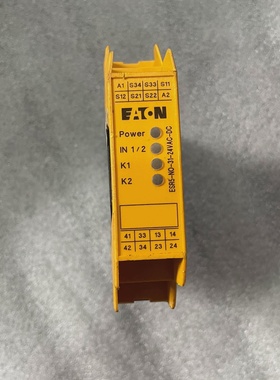 A1 S34 S33 S11
S12 S21 S22 A2
EATON
Power
IN 1/2
K1
K2
ESR5-NO-31-24VAC-DC
41 33 13 14
42 34 23 24